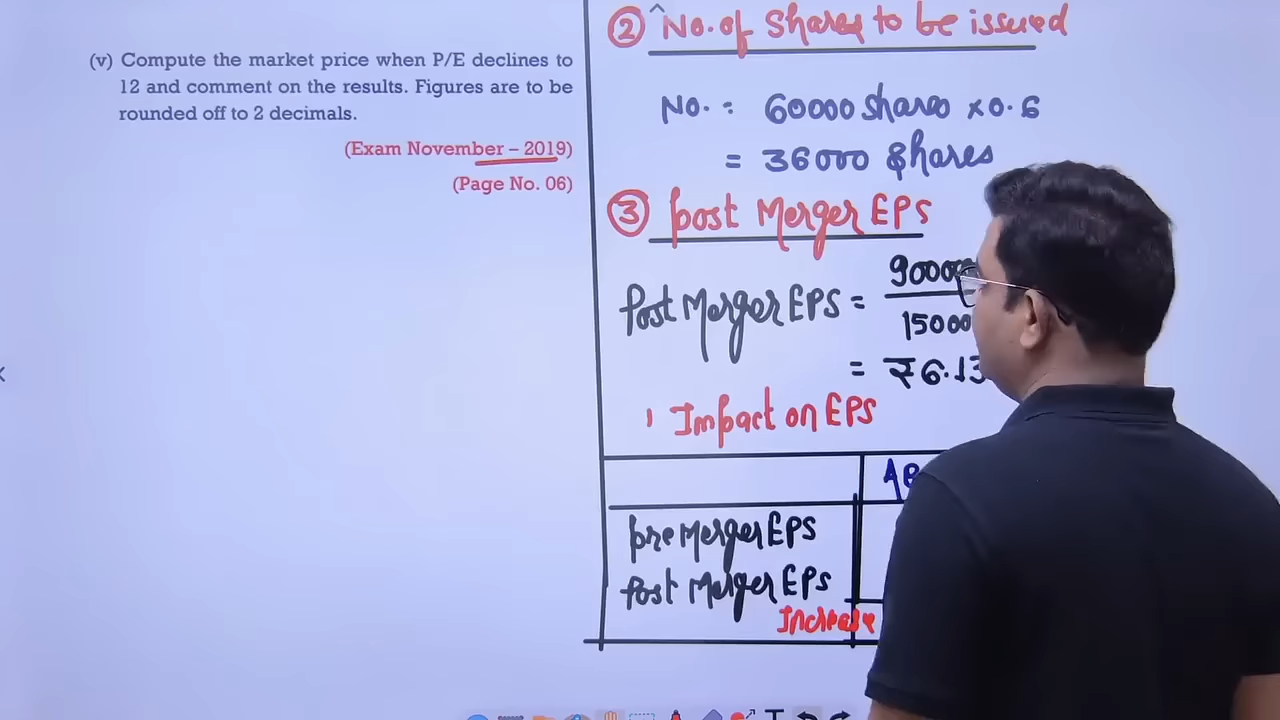 (v) Compute the market price when P/E declines to
12 and comment on the results. Figures are to be
rounded off to 2 decimals.
(Exam November – 2019)
(Page No. 06)
② No. of Shares to be issued
No. = 60000 shares × 0.6
= 36000 Shares
③ Post Merger EPS
Post Merger EPS =
= ₹6.13
Impact on EPS
Pre Merger EPS
Post Merger EPS
Increase